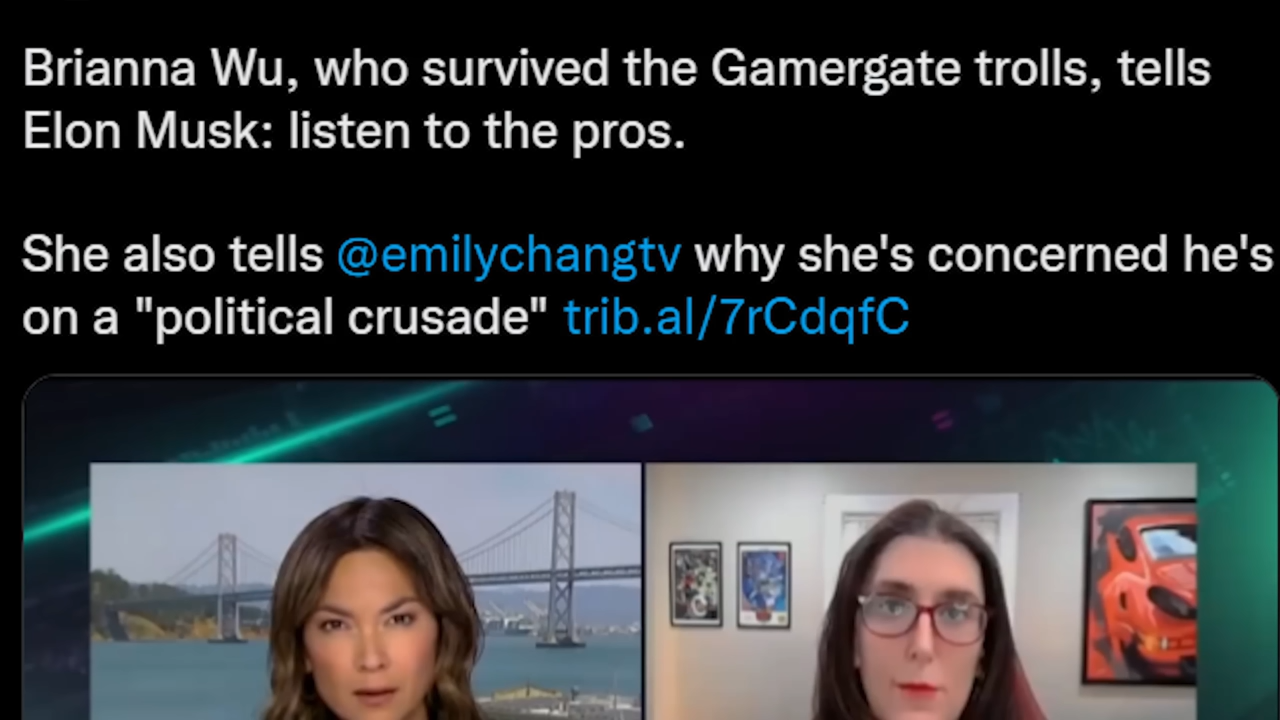 Brianna Wu, who survived the Gamergate trolls, tells
Elon Musk: listen to the pros.
She also tells @emilychangtv why she's concerned he's
on a "political crusade" trib.al/7rCdqfC